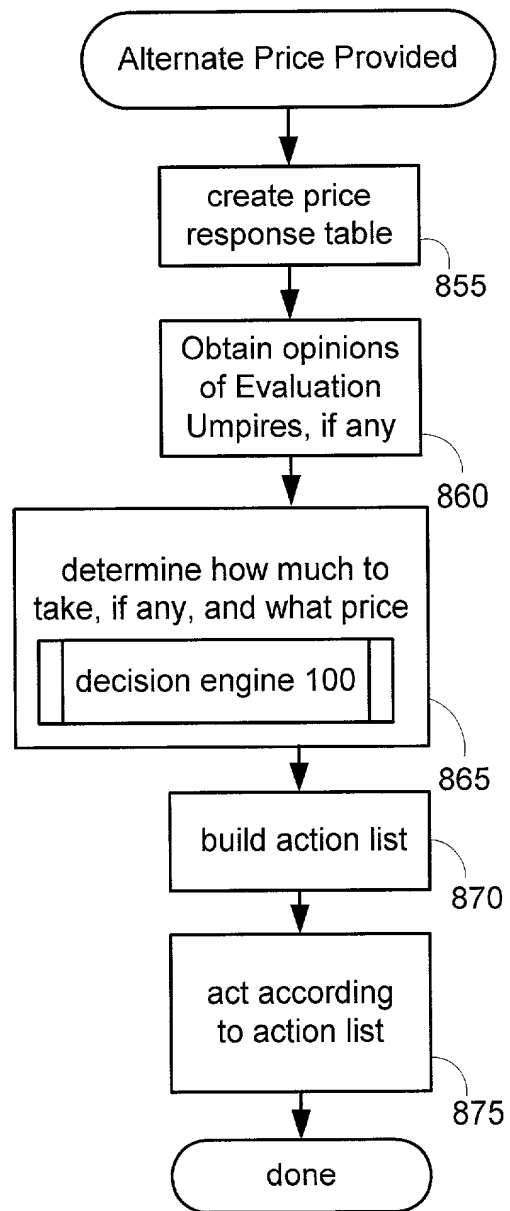 Alternate Price Provided
create price
response table
855
Obtain opinions
of Evaluation
Umpires, if any
860
determine how much to
take, if any, and what price
decision engine 100
865
build action list
870
act according
to action list
875
done